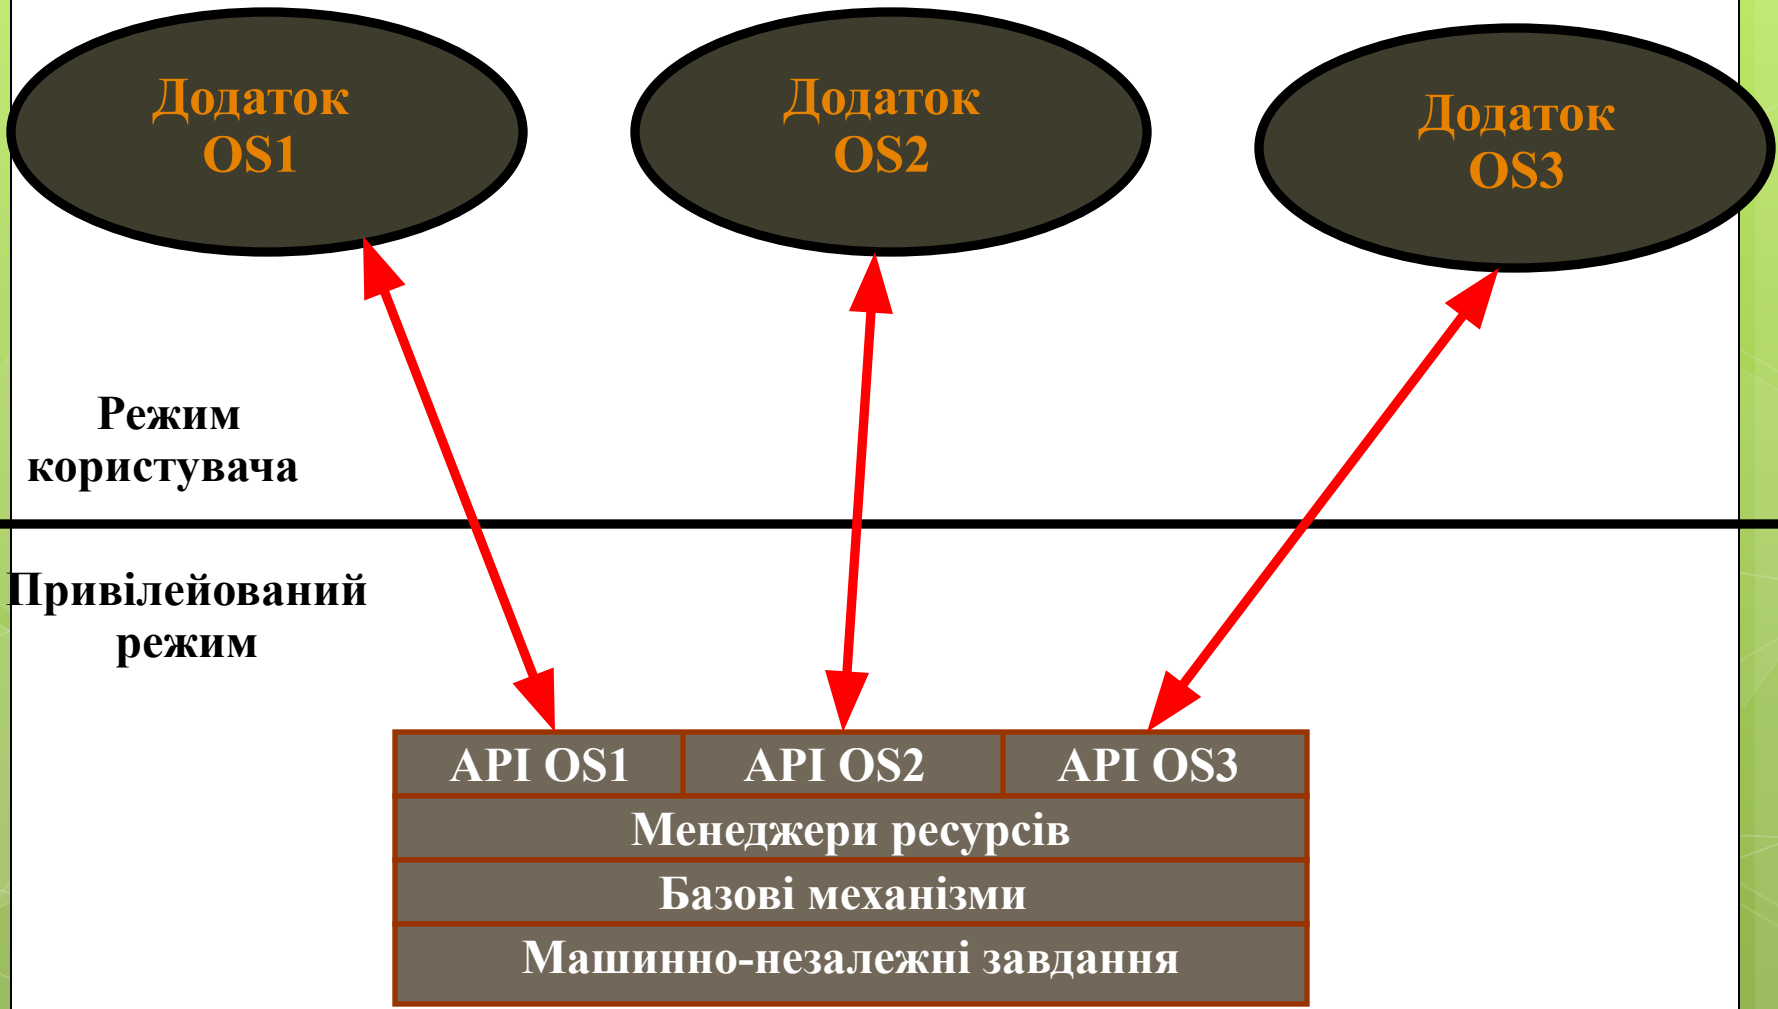 Додаток
OS1
Додаток
OS2
Додаток
OS3
Режим
користувача
Привілейований
режим
API OS1
API OS2
API OS3
Менеджери ресурсів
Базові механізми
Машинно-незалежні завдання